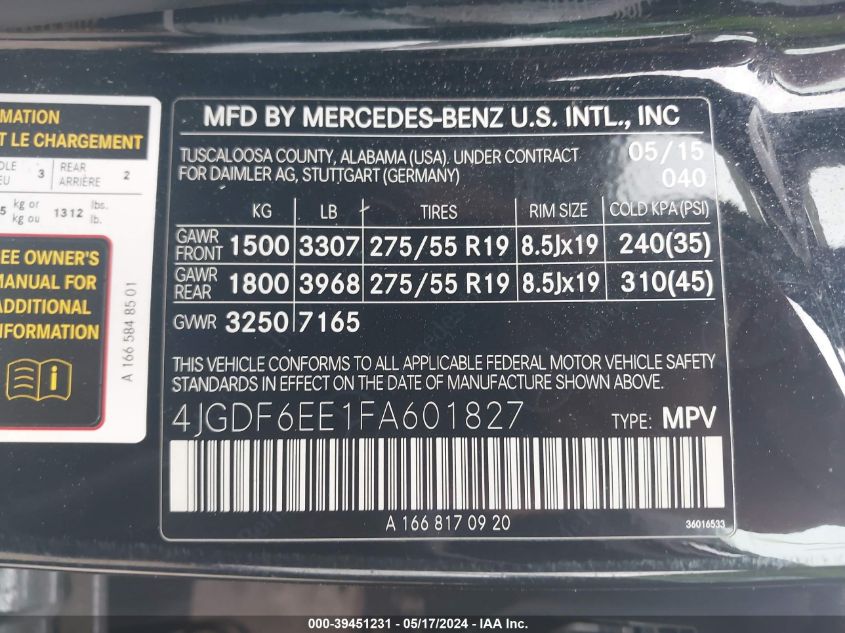 MATION
T LE CHARGEMENT
3 REAR
ARRIÈRE 2
kg or
kg ou 1312 lbs.
lb.
EE OWNER'S
MANUAL FOR
ADDITIONAL
NFORMATION
A 166 584 85 01
MFD BY MERCEDES-BENZ U.S. INTL., INC
TUSCALOOSA COUNTY, ALABAMA (USA). UNDER CONTRACT
FOR DAIMLER AG, STUTTGART (GERMANY)
05/15
040
KG LB TIRES RIM SIZE COLD KPA(PSI)
GAWR
FRONT 1500 3307 275/55 R19 8.5Jx19 240(35)
GAWR
REAR 1800 3968 275/55 R19 8.5Jx19 310(45)
GVWR 3250 7165
THIS VEHICLE CONFORMS TO ALL APPLICABLE FEDERAL MOTOR VEHICLE SAFETY
STANDARDS IN EFFECT ON THE DATE OF MANUFACTURE SHOWN ABOVE.
4JGDF6EE1FA601827 TYPE: MPV
A 166 817 09 20
36016533
000-39451231 - 05/17/2024 - IAA Inc.